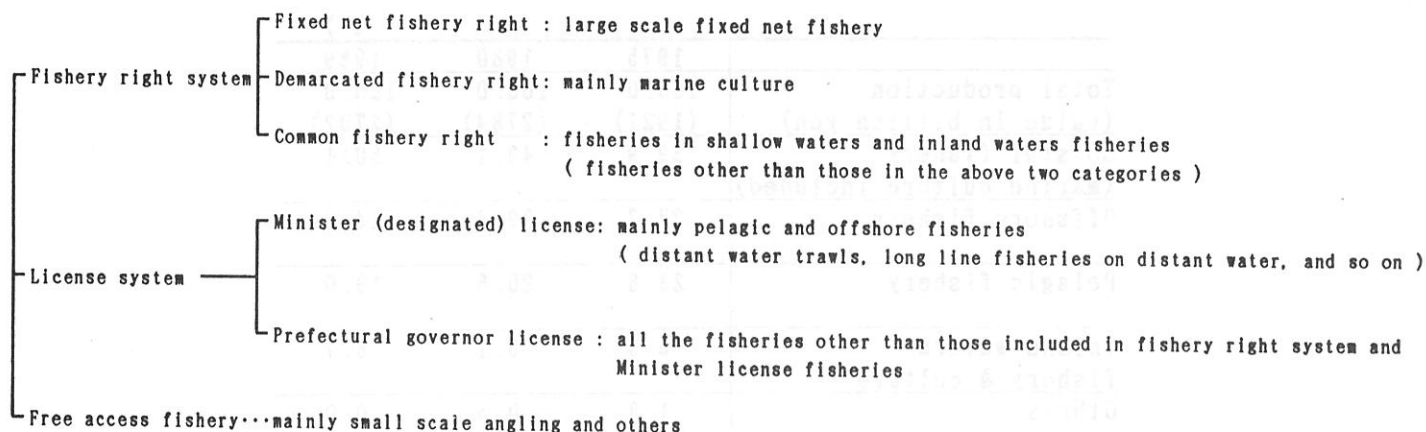 Fixed net fishery right : large scale fixed net fishery
Fishery right system
Demarcated fishery right: mainly marine culture
Common fishery right : fisheries in shallow waters and inland waters fisheries
( fisheries other than those in the above two categories )
Minister (designated) license: mainly pelagic and offshore fisheries
( distant water trawls, long line fisheries on distant water, and so on )
License system
Prefectural governor license : all the fisheries other than those included in fishery right system and
Minister license fisheries
Free access fishery···mainly small scale angling and others